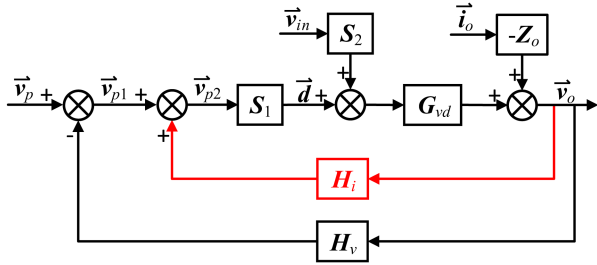 v⃗in S2 i⃗o -Zo
+ +
v⃗p + v⃗p1 + v⃗p2 S1 d⃗ + Gvd + v⃗o
- +
Hi
Hv